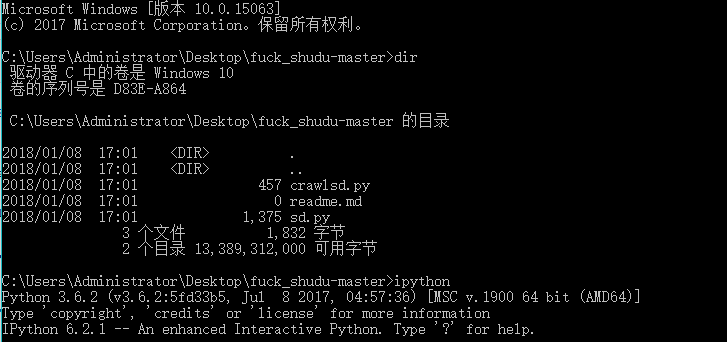 Microsoft Windows [版本 10.0.15063]
(c) 2017 Microsoft Corporation。保留所有权利。
C:\Users\Administrator\Desktop\fuck_shudu-master>dir
驱动器 C 中的卷是 Windows 10
卷的序列号是 D83E-A864
C:\Users\Administrator\Desktop\fuck_shudu-master 的目录
2018/01/08  17:01    <DIR>          .
2018/01/08  17:01    <DIR>          ..
2018/01/08  17:01               457 crawlsd.py
2018/01/08  17:01                 0 readme.md
2018/01/08  17:01             1,375 sd.py
3 个文件          1,832 字节
2 个目录 13,389,312,000 可用字节
C:\Users\Administrator\Desktop\fuck_shudu-master>ipython
Python 3.6.2 (v3.6.2:5fd33b5, Jul  8 2017, 04:57:36) [MSC v.1900 64 bit (AMD64)]
Type 'copyright', 'credits' or 'license' for more information
IPython 6.2.1 -- An enhanced Interactive Python. Type '?' for help.